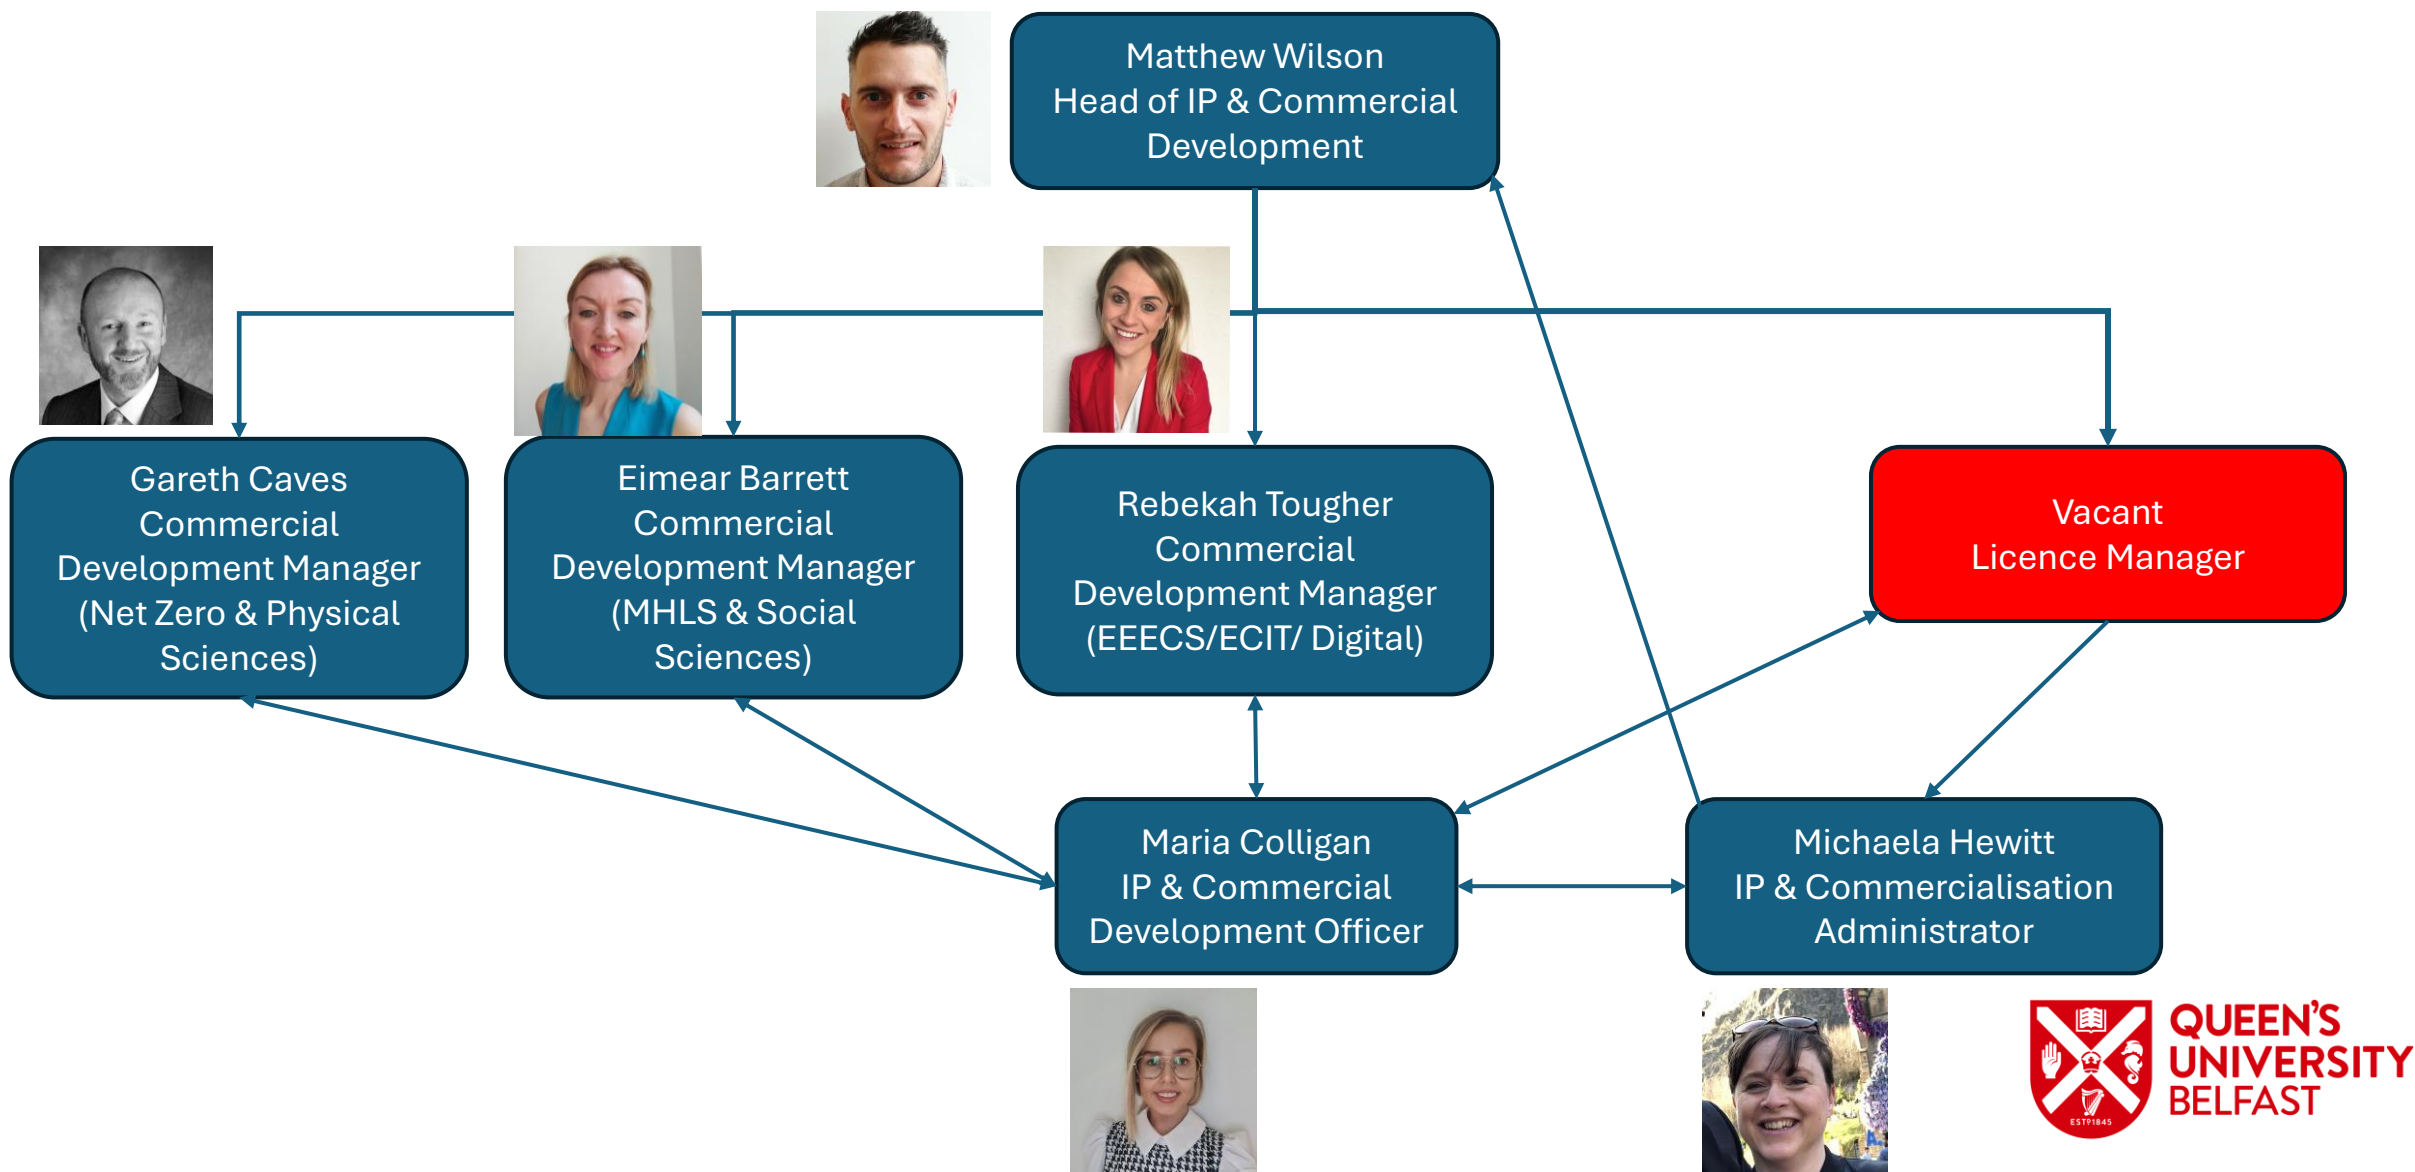 Matthew Wilson
Head of IP & Commercial
Development
Gareth Caves
Commercial
Development Manager
(Net Zero & Physical
Sciences)
Eimear Barrett
Commercial
Development Manager
(MHLS & Social
Sciences)
Rebekah Tougher
Commercial
Development Manager
(EEECS/ECIT/ Digital)
Vacant
Licence Manager
Maria Colligan
IP & Commercial
Development Officer
Michaela Hewitt
IP & Commercialisation
Administrator
QUEEN'S
UNIVERSITY
BELFAST
ESTD1845